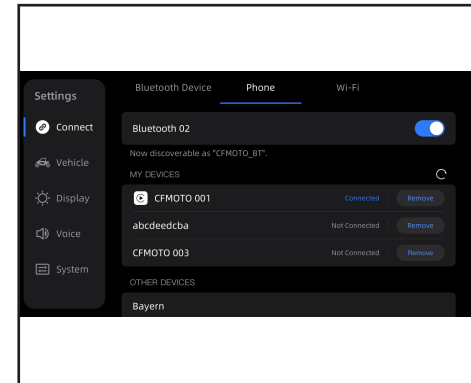 Settings
Connect
Vehicle
Display
Voice
System
Bluetooth Device Phone Wi-Fi
Bluetooth 02
Now discoverable as "CFMOTO_BT".
MY DEVICES
CFMOTO 001 Connected Remove
abcdeedcba Not Connected Remove
CFMOTO 003 Not Connected Remove
OTHER DEVICES
Bayern